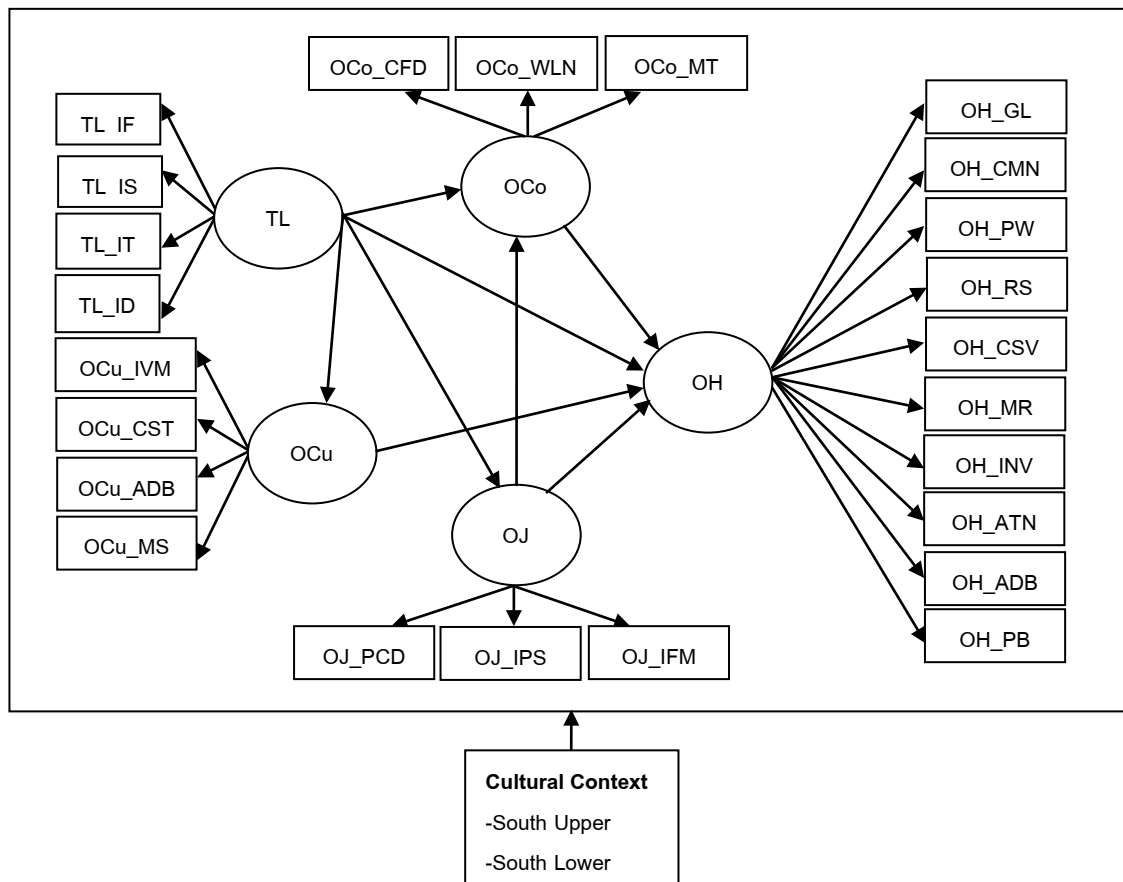 OCo_CFD
OCo_WLN
OCo_MT
TL IF
TL IS
TL_IT
TL_ID
TL
OCo
OH_GL
OH_CMN
OH_PW
OH_RS
OH_CSV
OH_MR
OH_INV
OH_ATN
OH_ADB
OH_PB
OCu_IVM
OCu_CST
OCu_ADB
OCu_MS
OCu
OH
OJ
OJ_PCD
OJ_IPS
OJ_IFM
Cultural Context
-South Upper
-South Lower